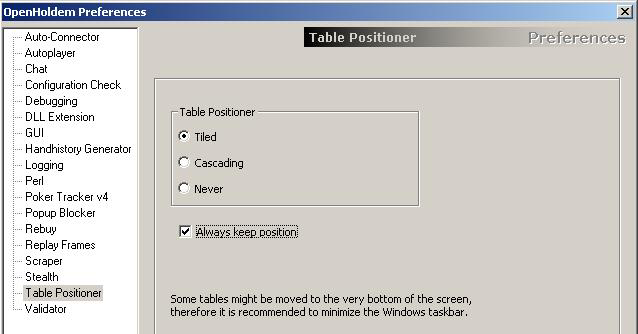 OpenHoldem Preferences
Auto-Connector
Autoplayer
Chat
Configuration Check
Debugging
DLL Extension
GUI
Handhistory Generator
Logging
Perl
Poker Tracker v4
Popup Blocker
Rebuy
Replay Frames
Scraper
Stealth
Table Positioner
Validator
Table Positioner Preferences
Table Positioner
Tiled
Cascading
Never
Always keep position
Some tables might be moved to the very bottom of the screen,
therefore it is recommended to minimize the Windows taskbar.